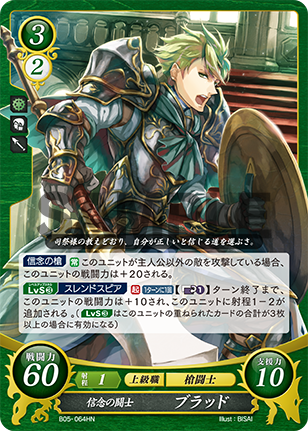 3
2
SAMPLE
司祭様の教えどおり、自分が正しいと信じる道を選ぶさ。
信念の槍 常 このユニットが主人公以外の敵を攻撃している場合、
このユニットの戦闘力は+20される。
LvS3 スレンドスピア 起 【1ターンに1回】【1】 ターン終了まで、
このユニットの戦闘力は+10され、このユニットに射程1-2が
追加される。(LvS3 はこのユニットの重ねられたカードの合計が3枚
以上の場合に有効になる)
戦闘力
60
射程 1
上級職
槍闘士
支援力
10
信念の闘士 ブラッド
B05-064HN
Illust:BISAI